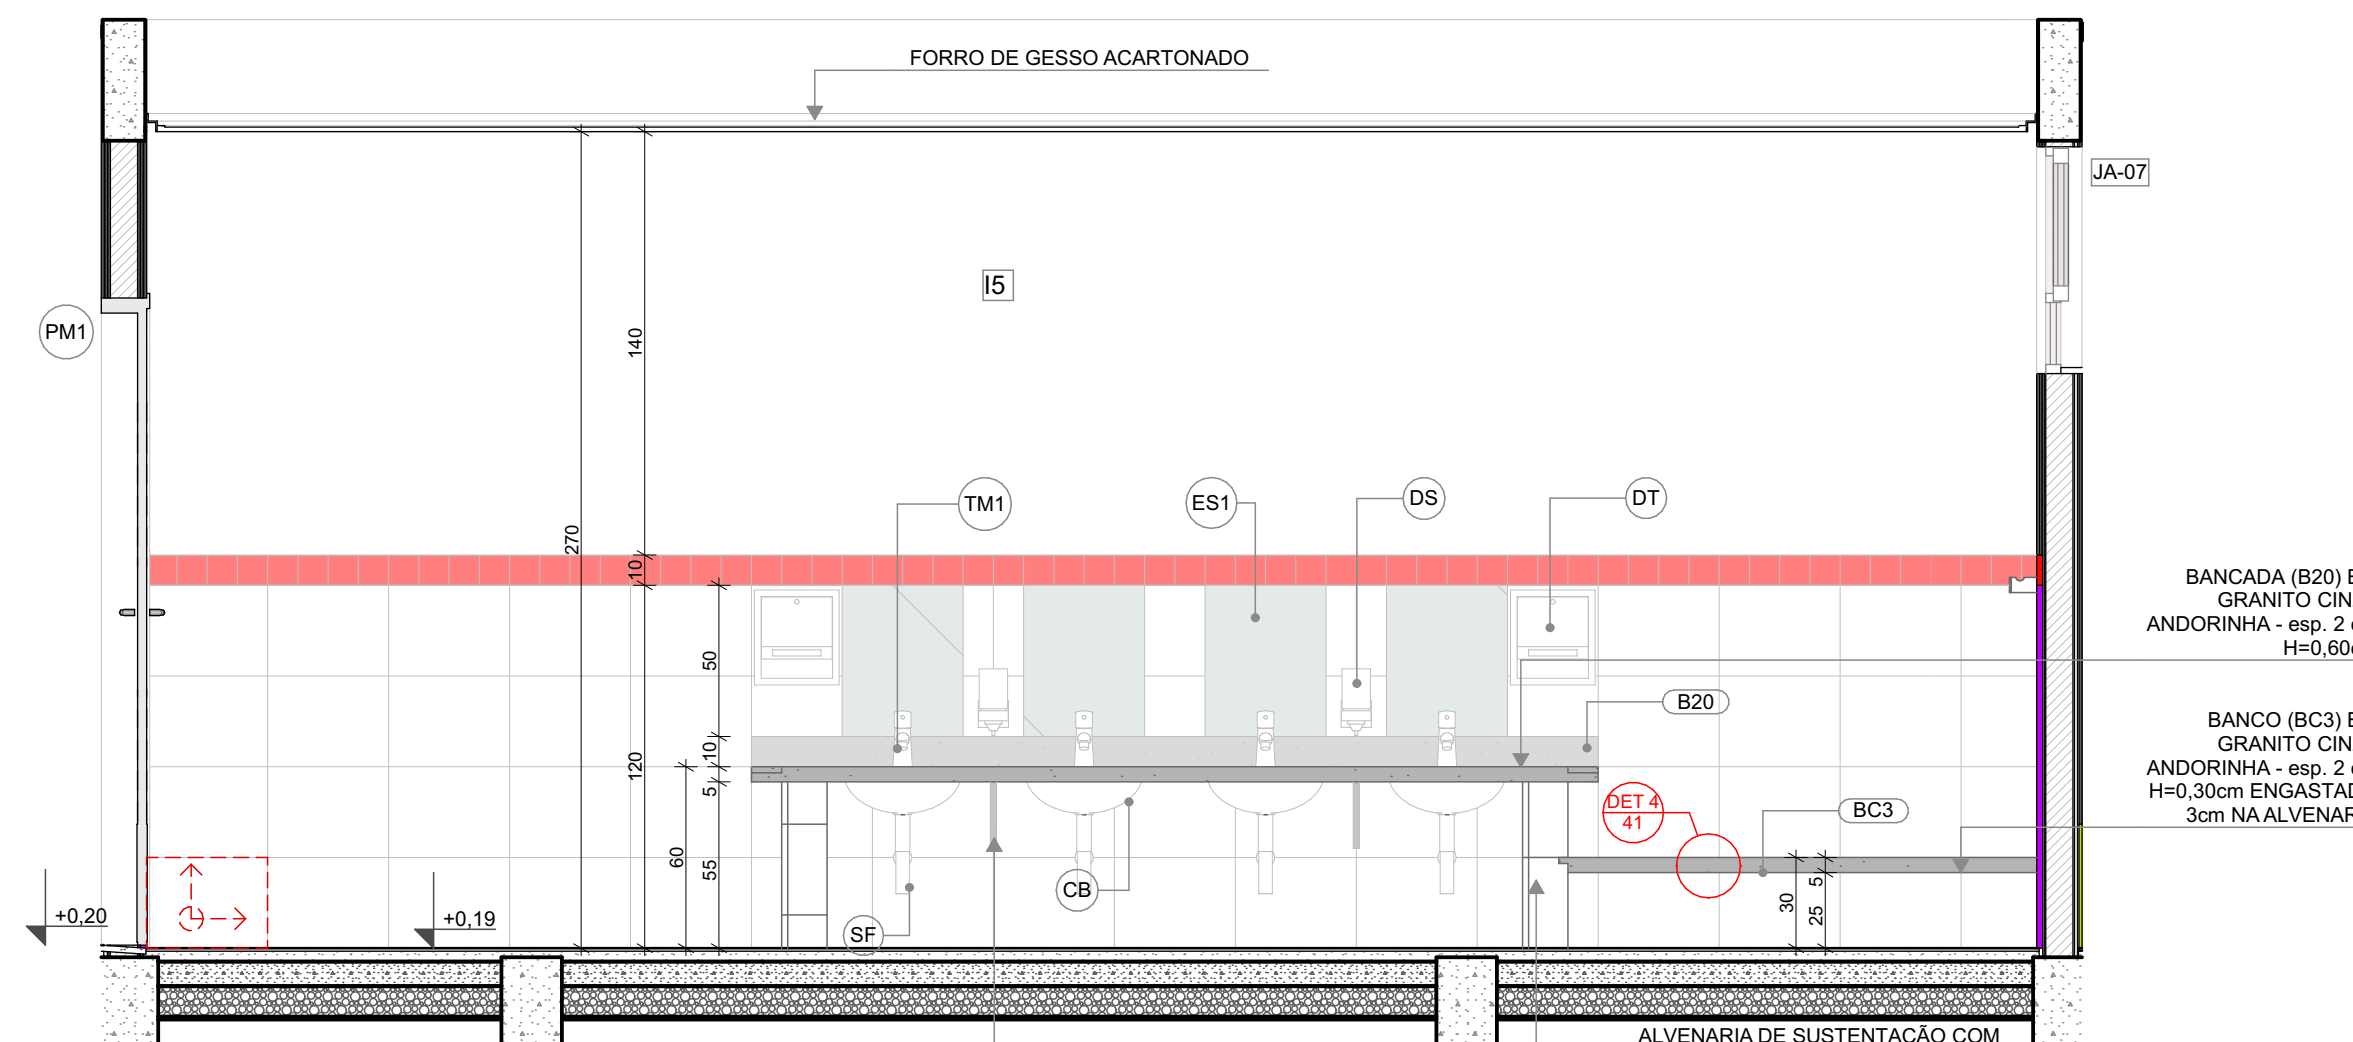 FORRO DE GESSO ACARTONADO
JA-07
I5
PM1
140
270
TM1
ES1
DS
DT
10
BANCADA (B20) E
GRANITO CIN
ANDORINHA - esp. 2
H=0,60
50
B20
BANCO (BC3) E
GRANITO CIN
ANDORINHA - esp. 2
H=0,30cm ENGASTAD
3cm NA ALVENAR
10
120
5
DET 4
41
BC3
60
55
CB
5
30
25
+0,20
+0,19
SF
ALVENARIA DE SUSTENTAÇÃO COM